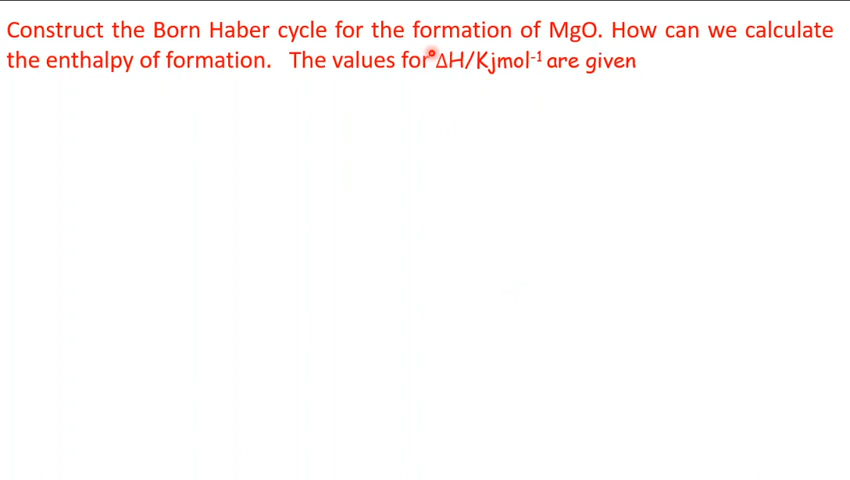 Construct the Born Haber cycle for the formation of MgO. How can we calculate
the enthalpy of formation. The values for ΔH/Kjmol⁻¹ are given